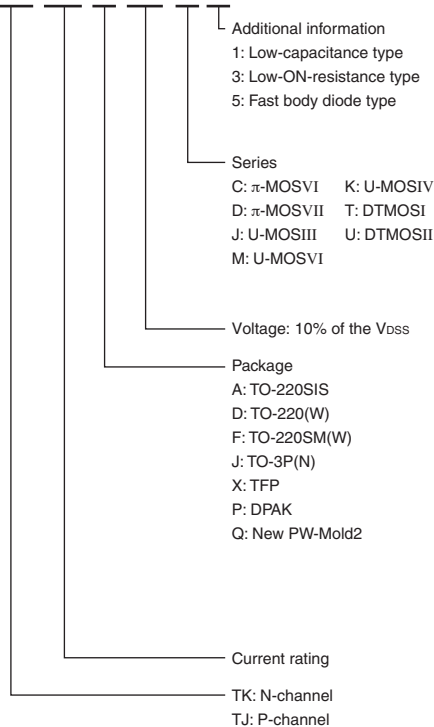 Additional information
1: Low-capacitance type
3: Low-ON-resistance type
5: Fast body diode type
Series
C: π-MOSVI K: U-MOSIV
D: π-MOSVII T: DTMOSI
J: U-MOSIII U: DTMOSII
M: U-MOSVI
Voltage: 10% of the VDSS
Package
A: TO-220SIS
D: TO-220(W)
F: TO-220SM(W)
J: TO-3P(N)
X: TFP
P: DPAK
Q: New PW-Mold2
Current rating
TK: N-channel
TJ: P-channel